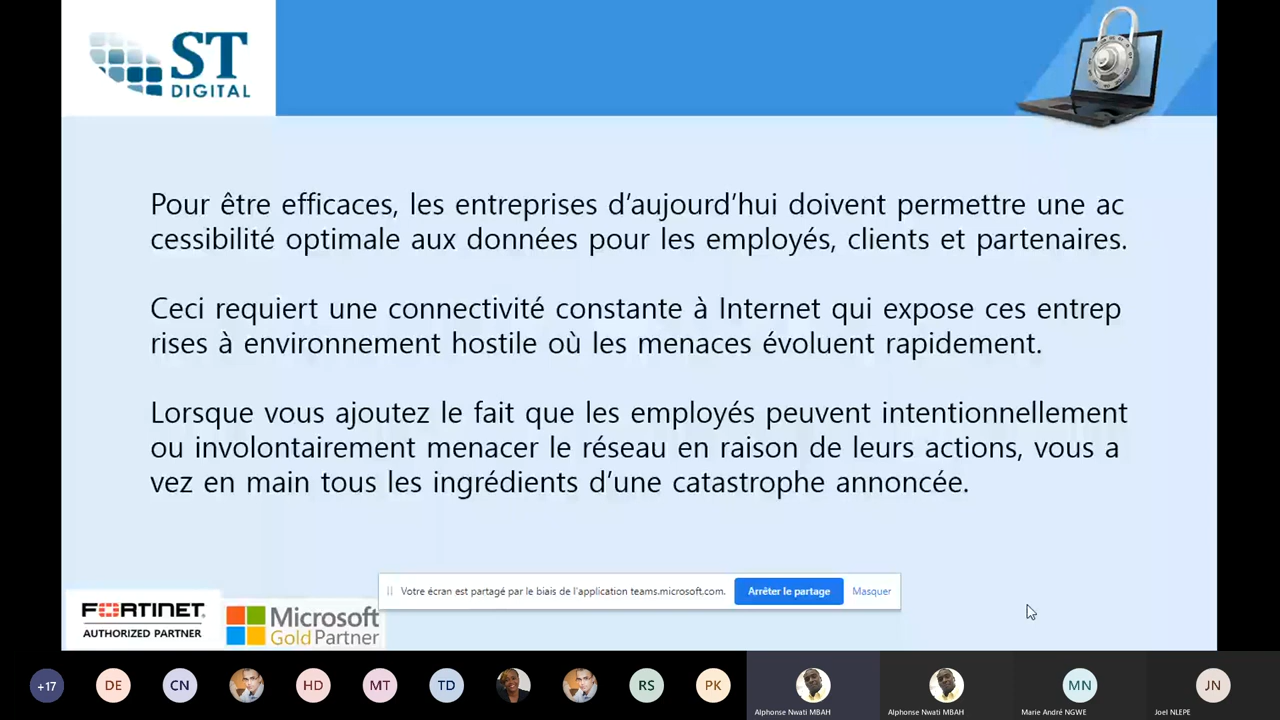 ST
DIGITAL
Pour être efficaces, les entreprises d’aujourd’hui doivent permettre une ac
cessibilité optimale aux données pour les employés, clients et partenaires.
Ceci requiert une connectivité constante à Internet qui expose ces entrep
rises à environnement hostile où les menaces évoluent rapidement.
Lorsque vous ajoutez le fait que les employés peuvent intentionnellement
ou involontairement menacer le réseau en raison de leurs actions, vous a
vez en main tous les ingrédients d’une catastrophe annoncée.
Votre écran est partagé par le biais de l'application teams.microsoft.com.
Arrêter le partage
Masquer
FORTINET
AUTHORIZED PARTNER
Microsoft
Gold Partner
+17
DE
CN
HD
MT
TD
RS
PK
MN
JN
Alphonse Nwati MBAH
Alphonse Nwati MBAH
Marie André NGWE
Joel NLEPE